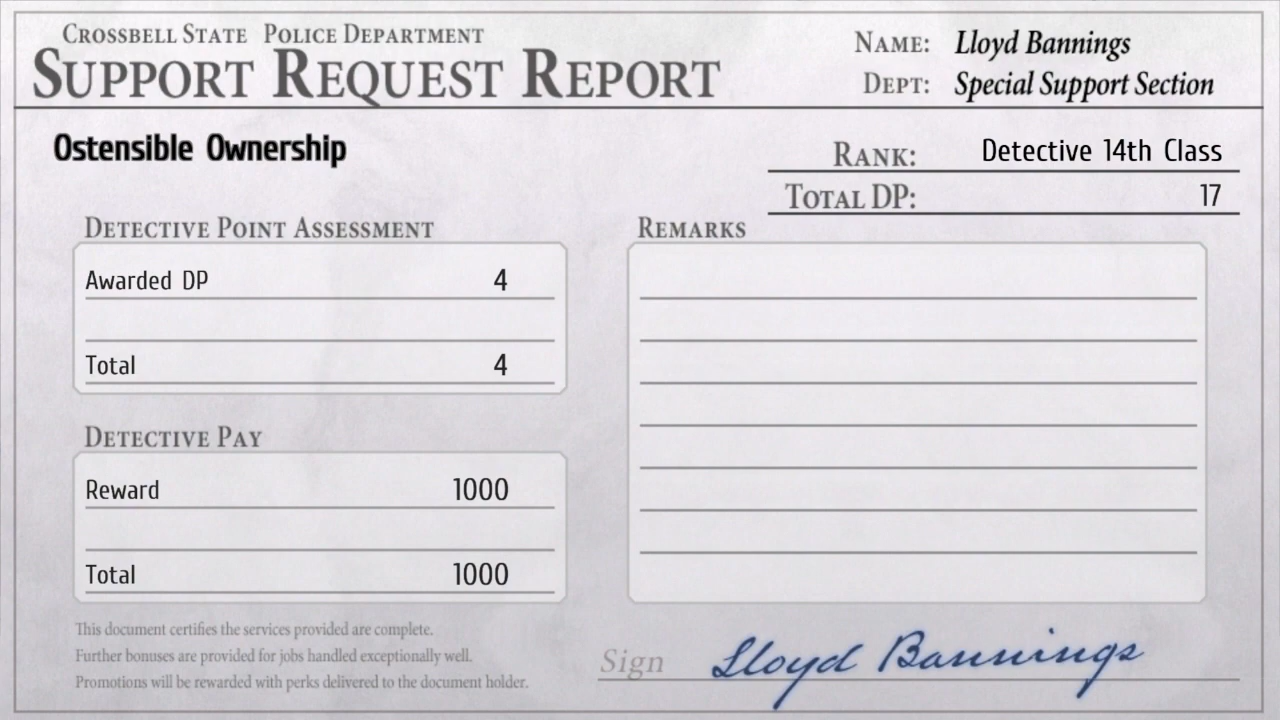 Crossbell State Police Department
Support Request Report
Name: Lloyd Bannings
Dept: Special Support Section
Ostensible Ownership
Rank: Detective 14th Class
Total DP: 17
Detective Point Assessment
Awarded DP 4
Total 4
Remarks
Detective Pay
Reward 1000
Total 1000
This document certifies the services provided are complete.
Further bonuses are provided for jobs handled exceptionally well.
Promotions will be rewarded with perks delivered to the document holder.
Sign Lloyd Bannings